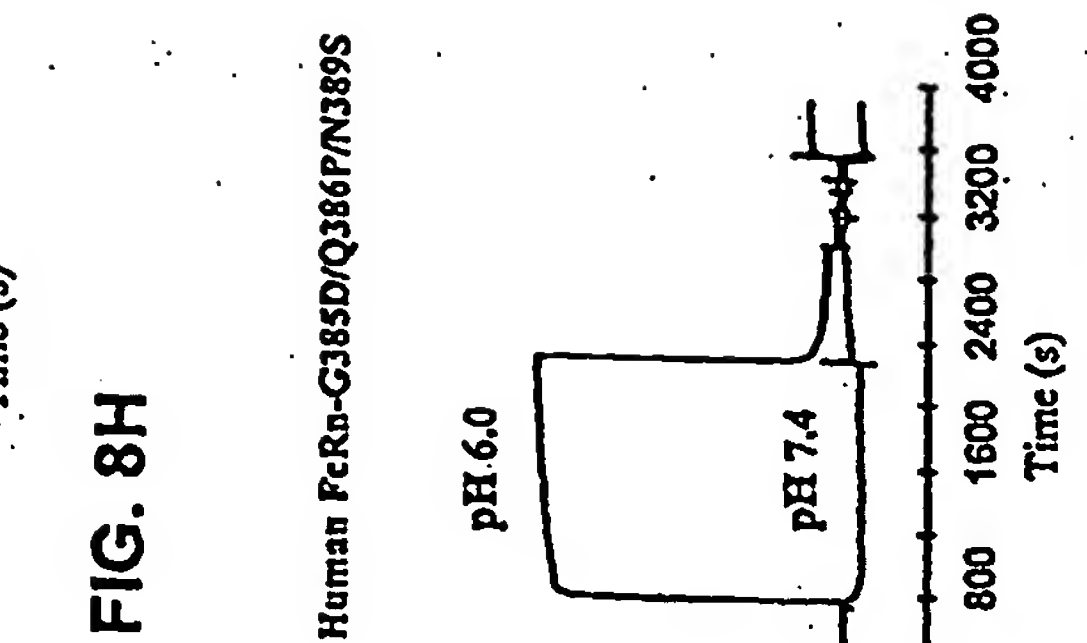 FIG. 8H
Human FcRn-G385D/Q386P/N389S
pH 6.0
pH 7.4
800 1600 2400 3200 4000
Time (s)